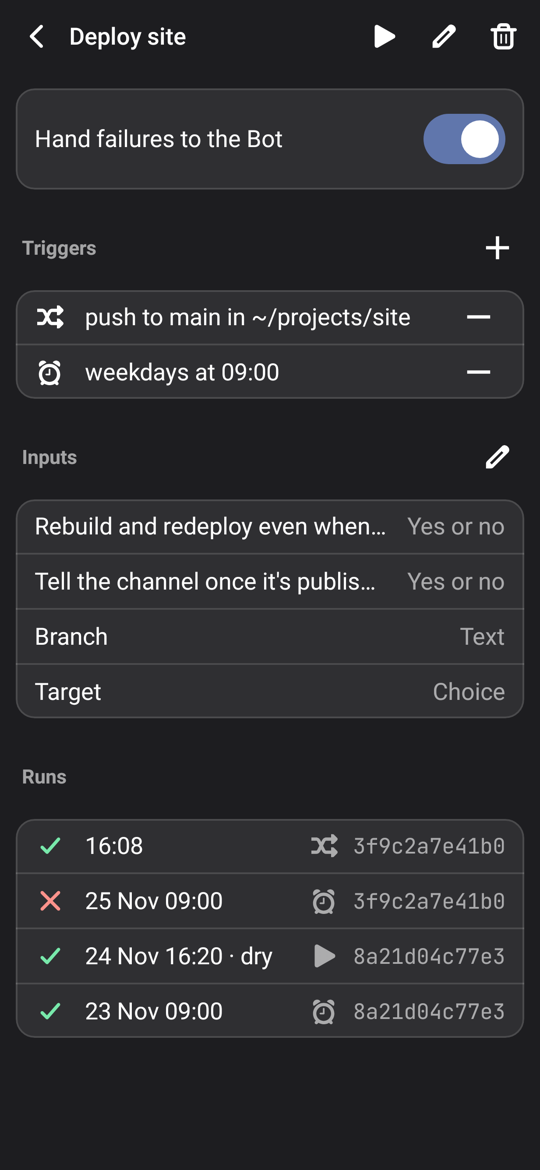 Deploy site
Hand failures to the Bot
Triggers
push to main in ~/projects/site
weekdays at 09:00
Inputs
Rebuild and redeploy even when... Yes or no
Tell the channel once it's publis... Yes or no
Branch Text
Target Choice
Runs
16:08 3f9c2a7e41b0
25 Nov 09:00 3f9c2a7e41b0
24 Nov 16:20 · dry 8a21d04c77e3
23 Nov 09:00 8a21d04c77e3